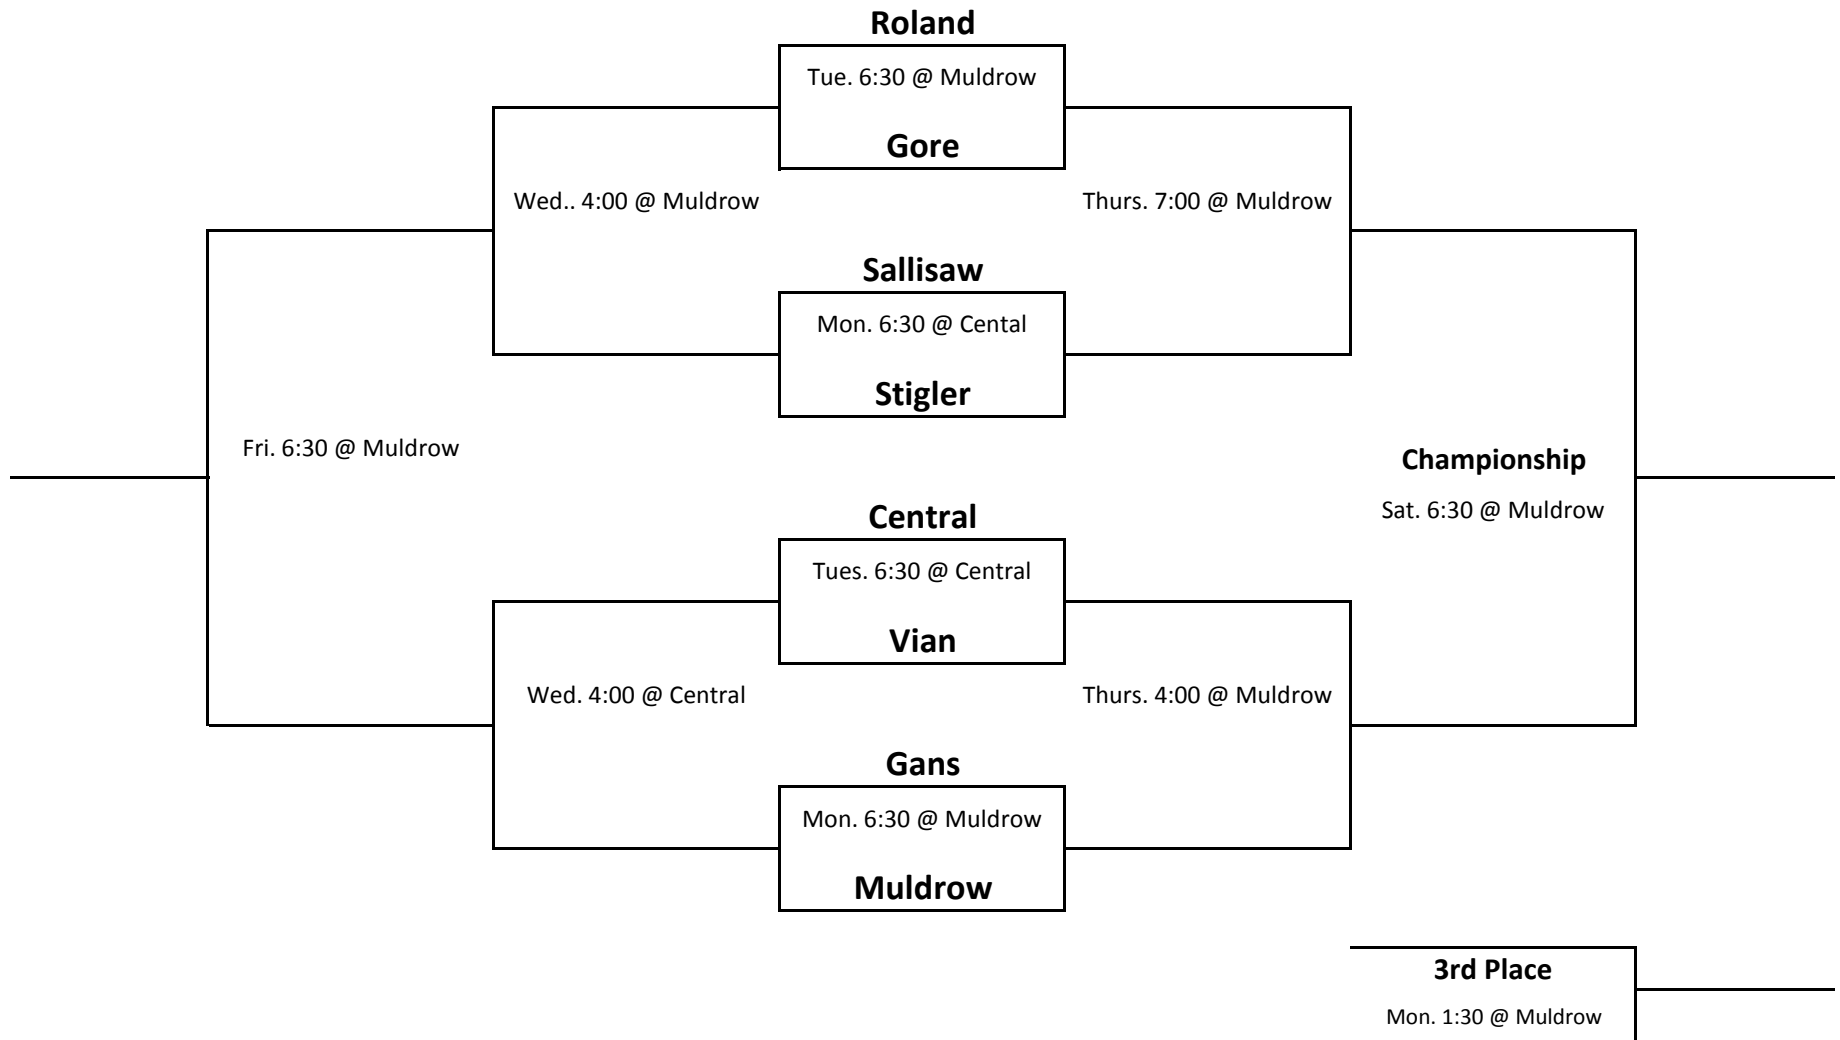 Roland
Tue. 6:30 @ Muldrow
Gore
Wed.. 4:00 @ Muldrow
Thurs. 7:00 @ Muldrow
Sallisaw
Mon. 6:30 @ Cental
Stigler
Fri. 6:30 @ Muldrow
Championship
Sat. 6:30 @ Muldrow
Central
Tues. 6:30 @ Central
Vian
Wed. 4:00 @ Central
Thurs. 4:00 @ Muldrow
Gans
Mon. 6:30 @ Muldrow
Muldrow
3rd Place
Mon. 1:30 @ Muldrow